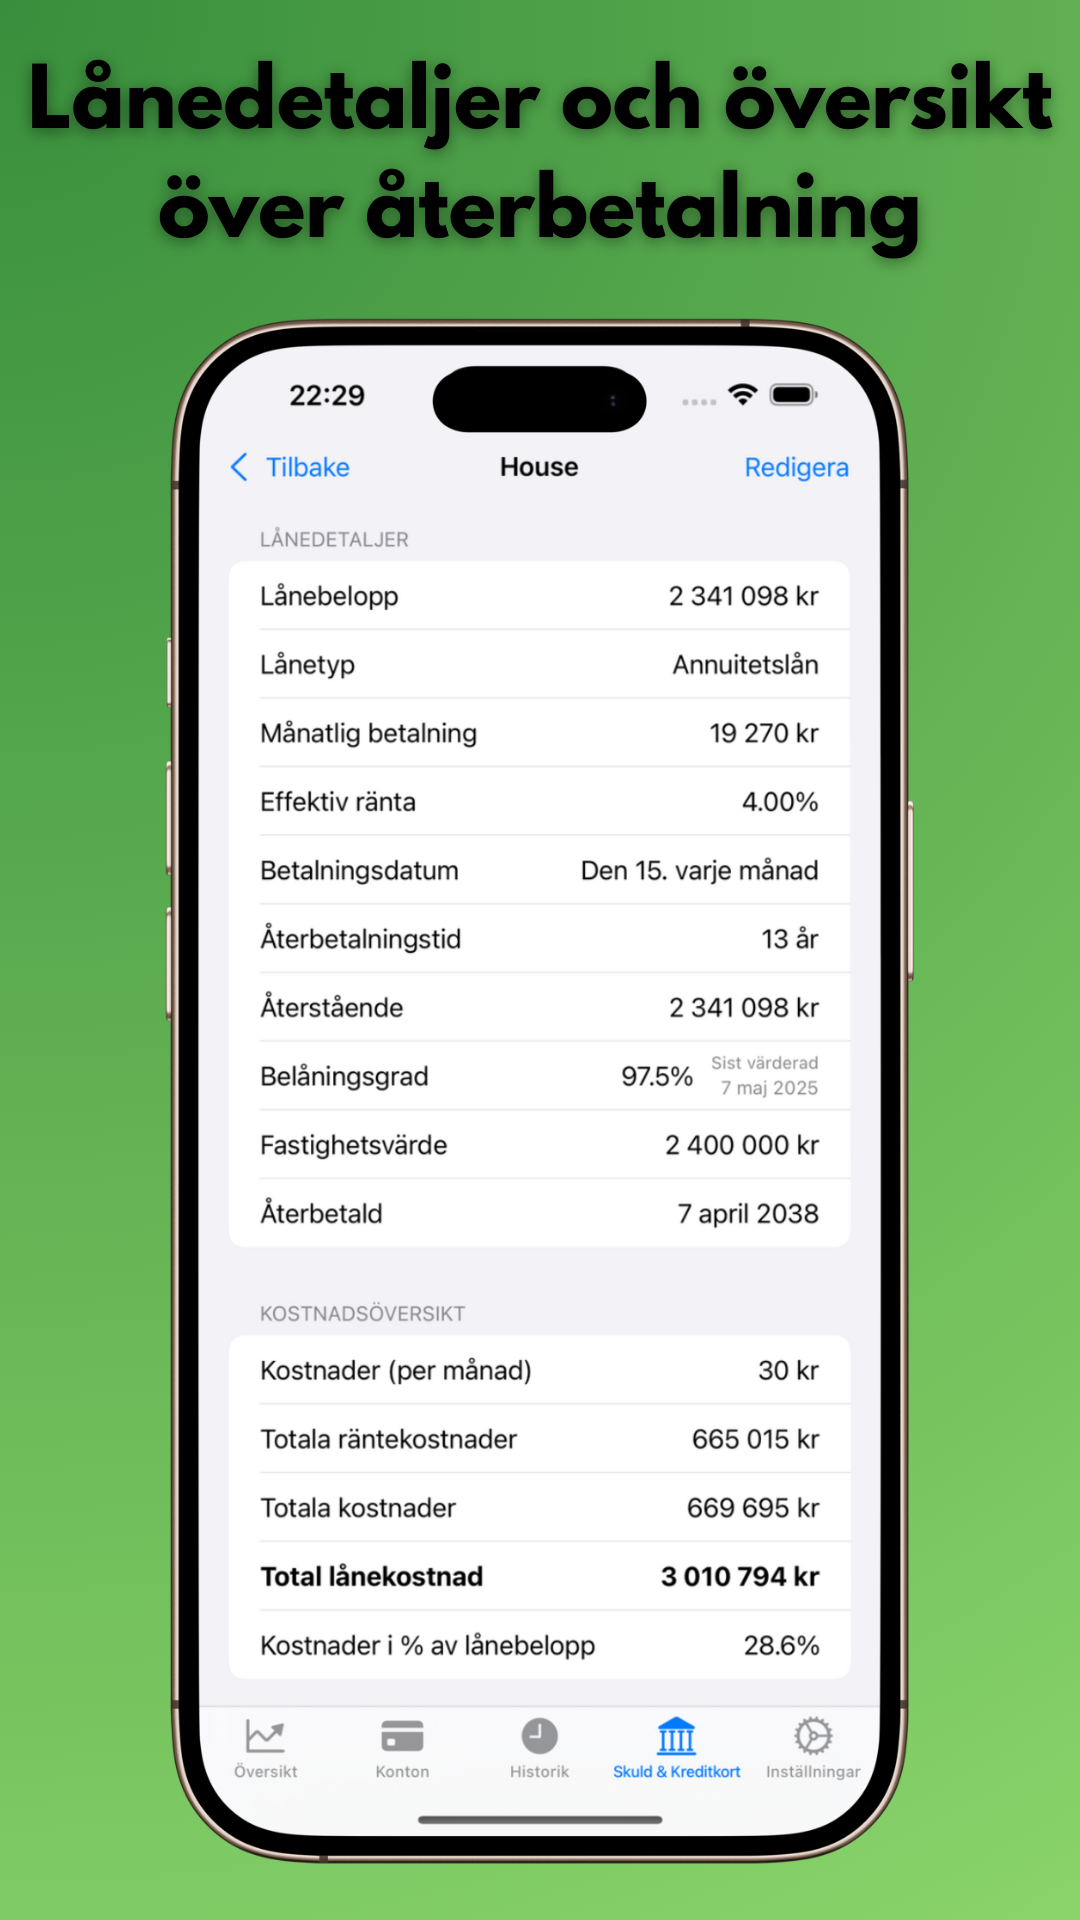 Lånedetaljer och översikt
över återbetalning
22:29
Tilbake House Redigera
LÅNEDETALJER
Lånebelopp 2 341 098 kr
Lånetyp Annuitetslån
Månatlig betalning 19 270 kr
Effektiv ränta 4.00%
Betalningsdatum Den 15. varje månad
Återbetalningstid 13 år
Återstående 2 341 098 kr
Belåningsgrad 97.5% Sist värderad
7 maj 2025
Fastighetsvärde 2 400 000 kr
Återbetald 7 april 2038
KOSTNADSÖVERSIKT
Kostnader (per månad) 30 kr
Totala räntekostnader 665 015 kr
Totala kostnader 669 695 kr
Total lånekostnad 3 010 794 kr
Kostnader i % av lånebelopp 28.6%
Översikt Konton Historik Skuld & Kreditkort Inställningar